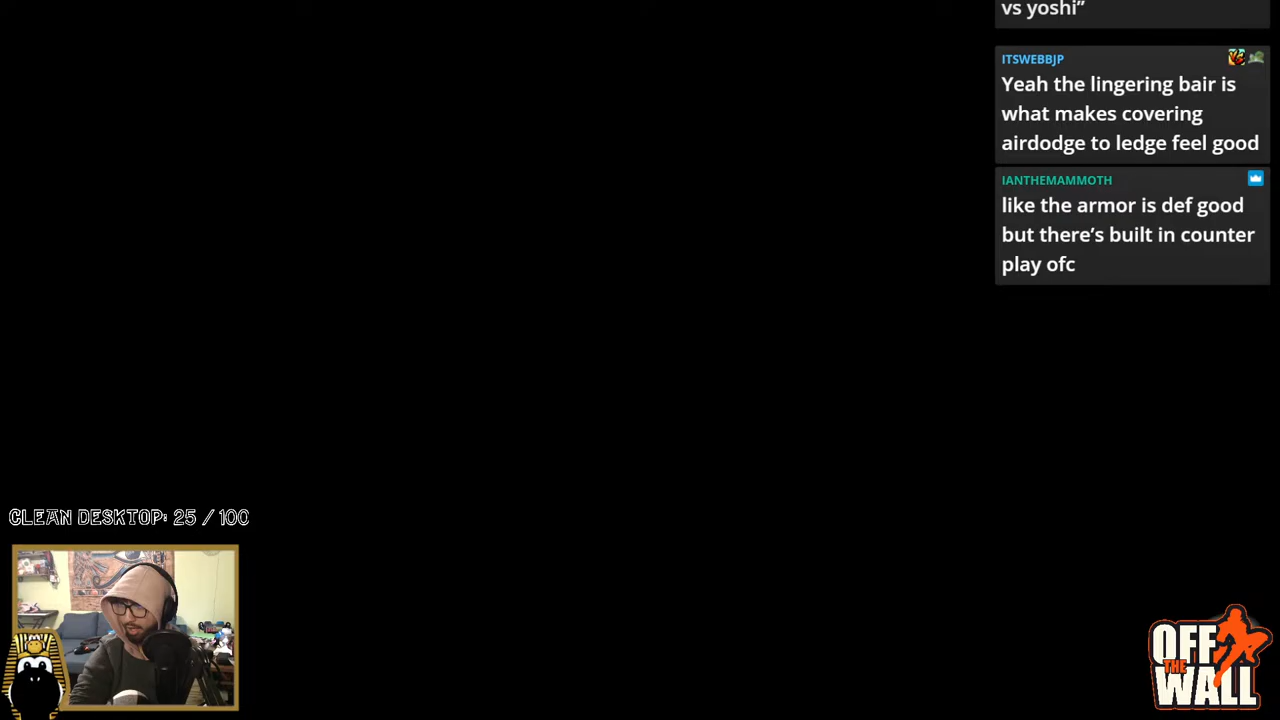 vs yoshi”
ITSWEBBJP
Yeah the lingering bair is
what makes covering
airdodge to ledge feel good
IANTHEMAMMOTH
like the armor is def good
but there’s built in counter
play ofc
CLEAN DESKTOP: 25 / 100
OFF
THE
WALL